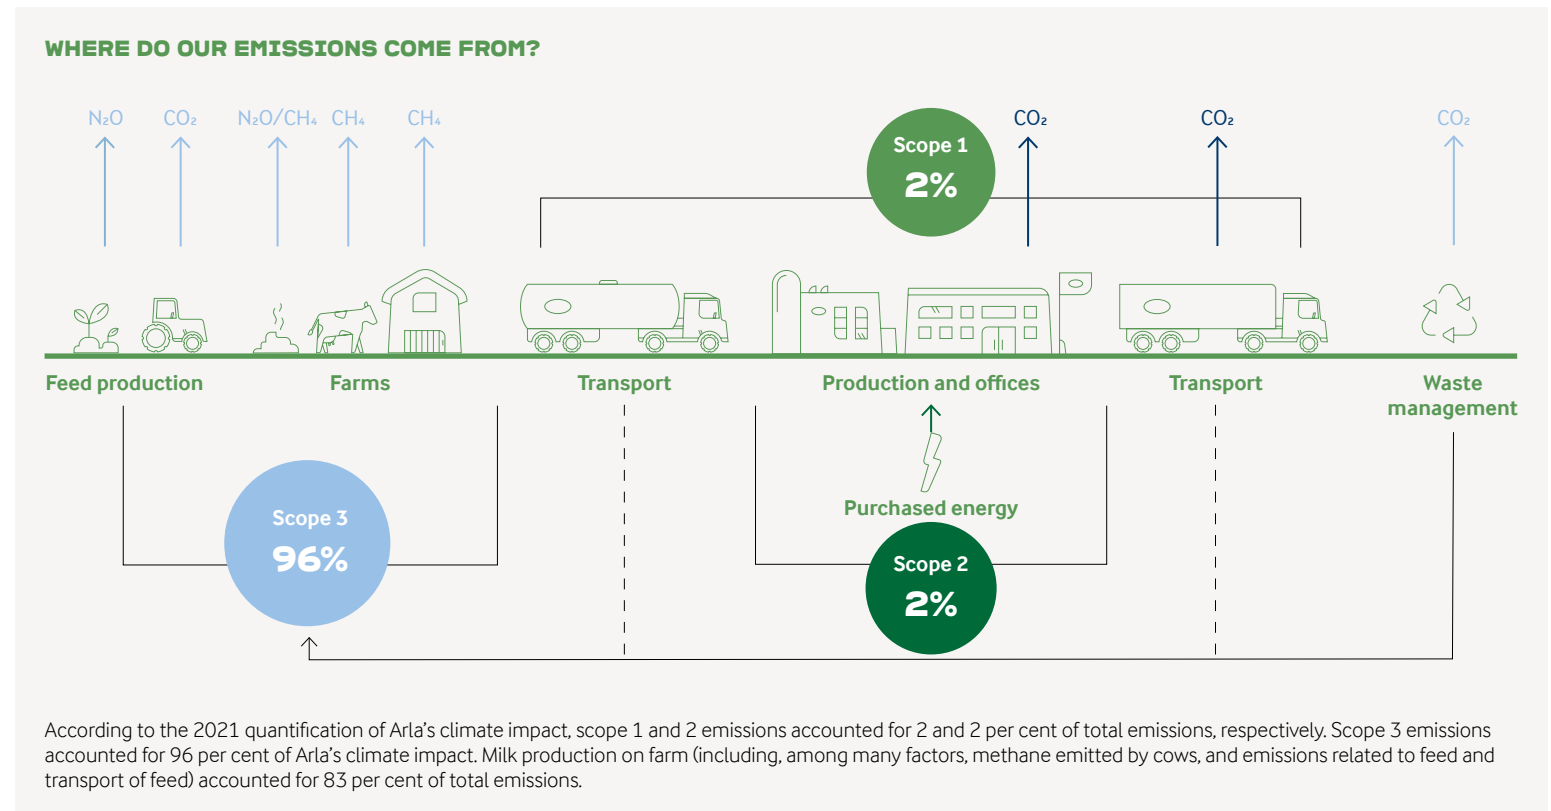 WHERE DO OUR EMISSIONS COME FROM?
N₂O CO₂ N₂O/CH₄ CH₄ CH₄ CO₂ CO₂ CO₂
Scope 1
2%
Feed production Farms Transport Production and offices Transport Waste
management
Purchased energy
Scope 3
96%
Scope 2
2%
According to the 2021 quantification of Arla’s climate impact, scope 1 and 2 emissions accounted for 2 and 2 per cent of total emissions, respectively. Scope 3 emissions
accounted for 96 per cent of Arla’s climate impact. Milk production on farm (including, among many factors, methane emitted by cows, and emissions related to feed and
transport of feed) accounted for 83 per cent of total emissions.